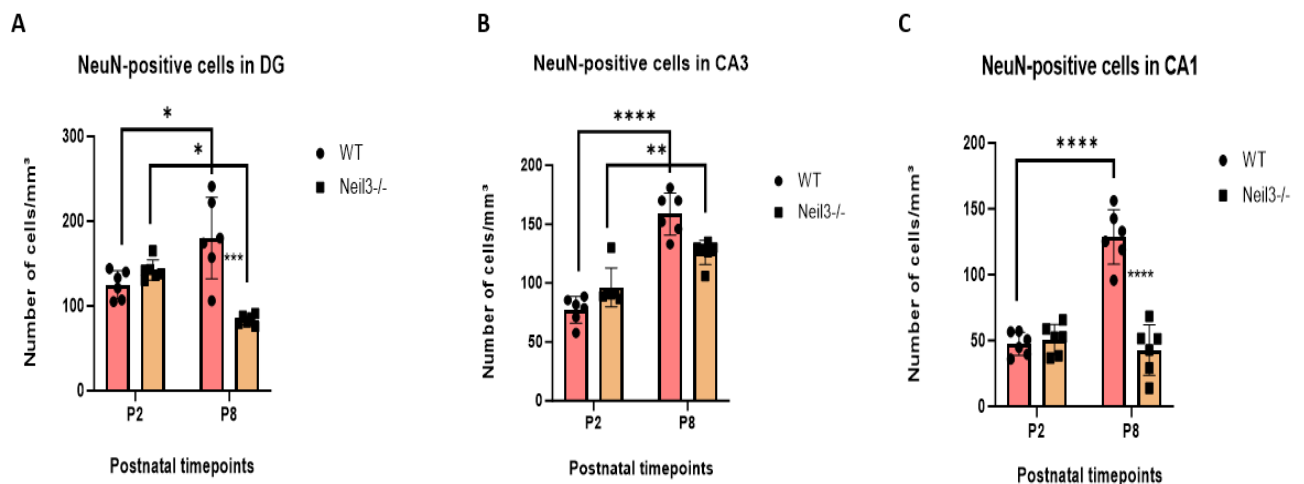 A
NeuN-positive cells in DG
*
*
***
WT
Neil3-/-
Number of cells/mm³
300
200
100
0
P2
P8
Postnatal timepoints
B
NeuN-positive cells in CA3
****
**
WT
Neil3-/-
Number of cells/mm³
200
150
100
50
0
P2
P8
Postnatal timepoints
C
NeuN-positive cells in CA1
****
****
WT
Neil3-/-
Number of cells/mm³
200
150
100
50
0
P2
P8
Postnatal timepoints